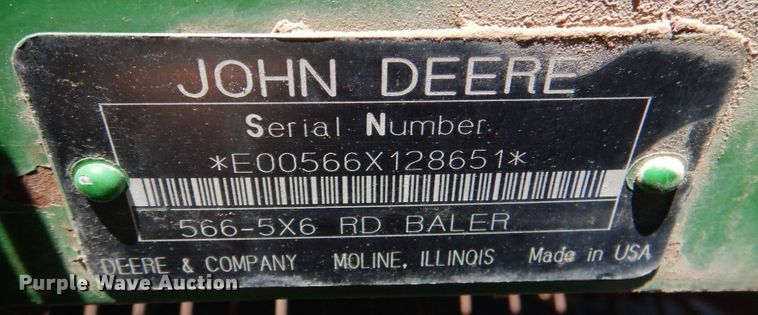 JOHN DEERE
Serial Number
*E00566X128651*
566-5X6 RD BALER
DEERE & COMPANY MOLINE, ILLINOIS Made in USA
Purple Wave Auction